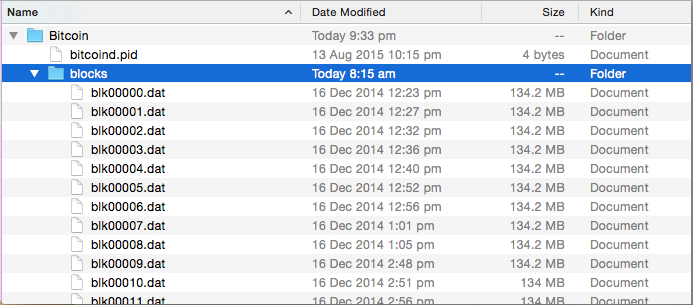 Name Date Modified Size Kind
Bitcoin Today 9:33 pm -- Folder
bitcoind.pid 13 Aug 2015 10:15 pm 4 bytes Document
blocks Today 8:15 am -- Folder
blk00000.dat 16 Dec 2014 12:23 pm 134.2 MB Document
blk00001.dat 16 Dec 2014 12:27 pm 134.2 MB Document
blk00002.dat 16 Dec 2014 12:32 pm 134.2 MB Document
blk00003.dat 16 Dec 2014 12:36 pm 134.2 MB Document
blk00004.dat 16 Dec 2014 12:40 pm 134.2 MB Document
blk00005.dat 16 Dec 2014 12:52 pm 134.2 MB Document
blk00006.dat 16 Dec 2014 12:56 pm 134.2 MB Document
blk00007.dat 16 Dec 2014 1:01 pm 134.2 MB Document
blk00008.dat 16 Dec 2014 1:05 pm 134.2 MB Document
blk00009.dat 16 Dec 2014 2:48 pm 134.2 MB Document
blk00010.dat 16 Dec 2014 2:51 pm 134 MB Document
blk00011.dat 16 Dec 2014 2:56 pm 134.2 MB Document